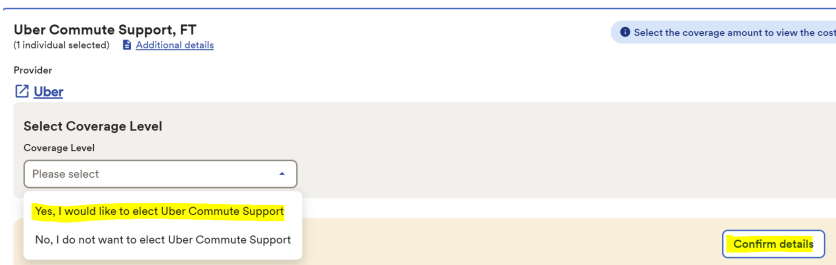 Uber Commute Support, FT
(1 individual selected) Additional details
Select the coverage amount to view the cost
Provider
Uber
Select Coverage Level
Coverage Level
Please select
Yes, I would like to elect Uber Commute Support
No, I do not want to elect Uber Commute Support
Confirm details